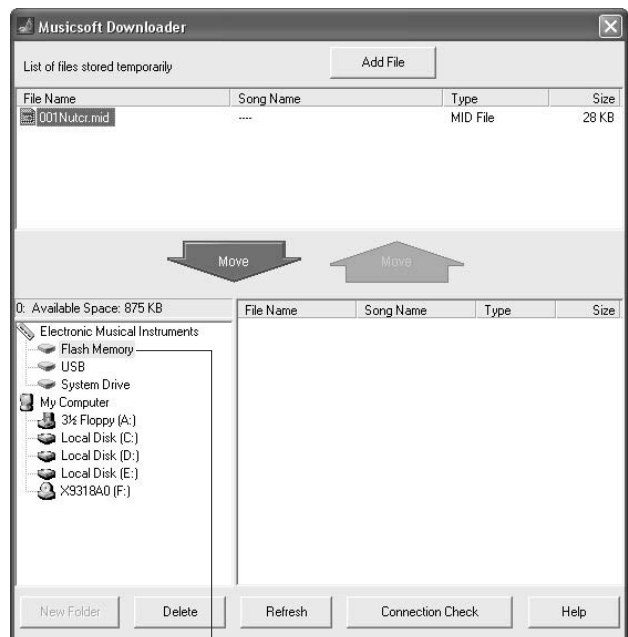 Musicsoft Downloader
List of files stored temporarily
Add File
File Name Song Name Type Size
001Nutcr.mid ---- MID File 28 KB
Move Move
0: Available Space: 875 KB
File Name Song Name Type Size
Electronic Musical Instruments
Flash Memory
USB
System Drive
My Computer
3½ Floppy (A:)
Local Disk (C:)
Local Disk (D:)
Local Disk (E:)
X9318A0 (F:)
New Folder Delete Refresh Connection Check Help